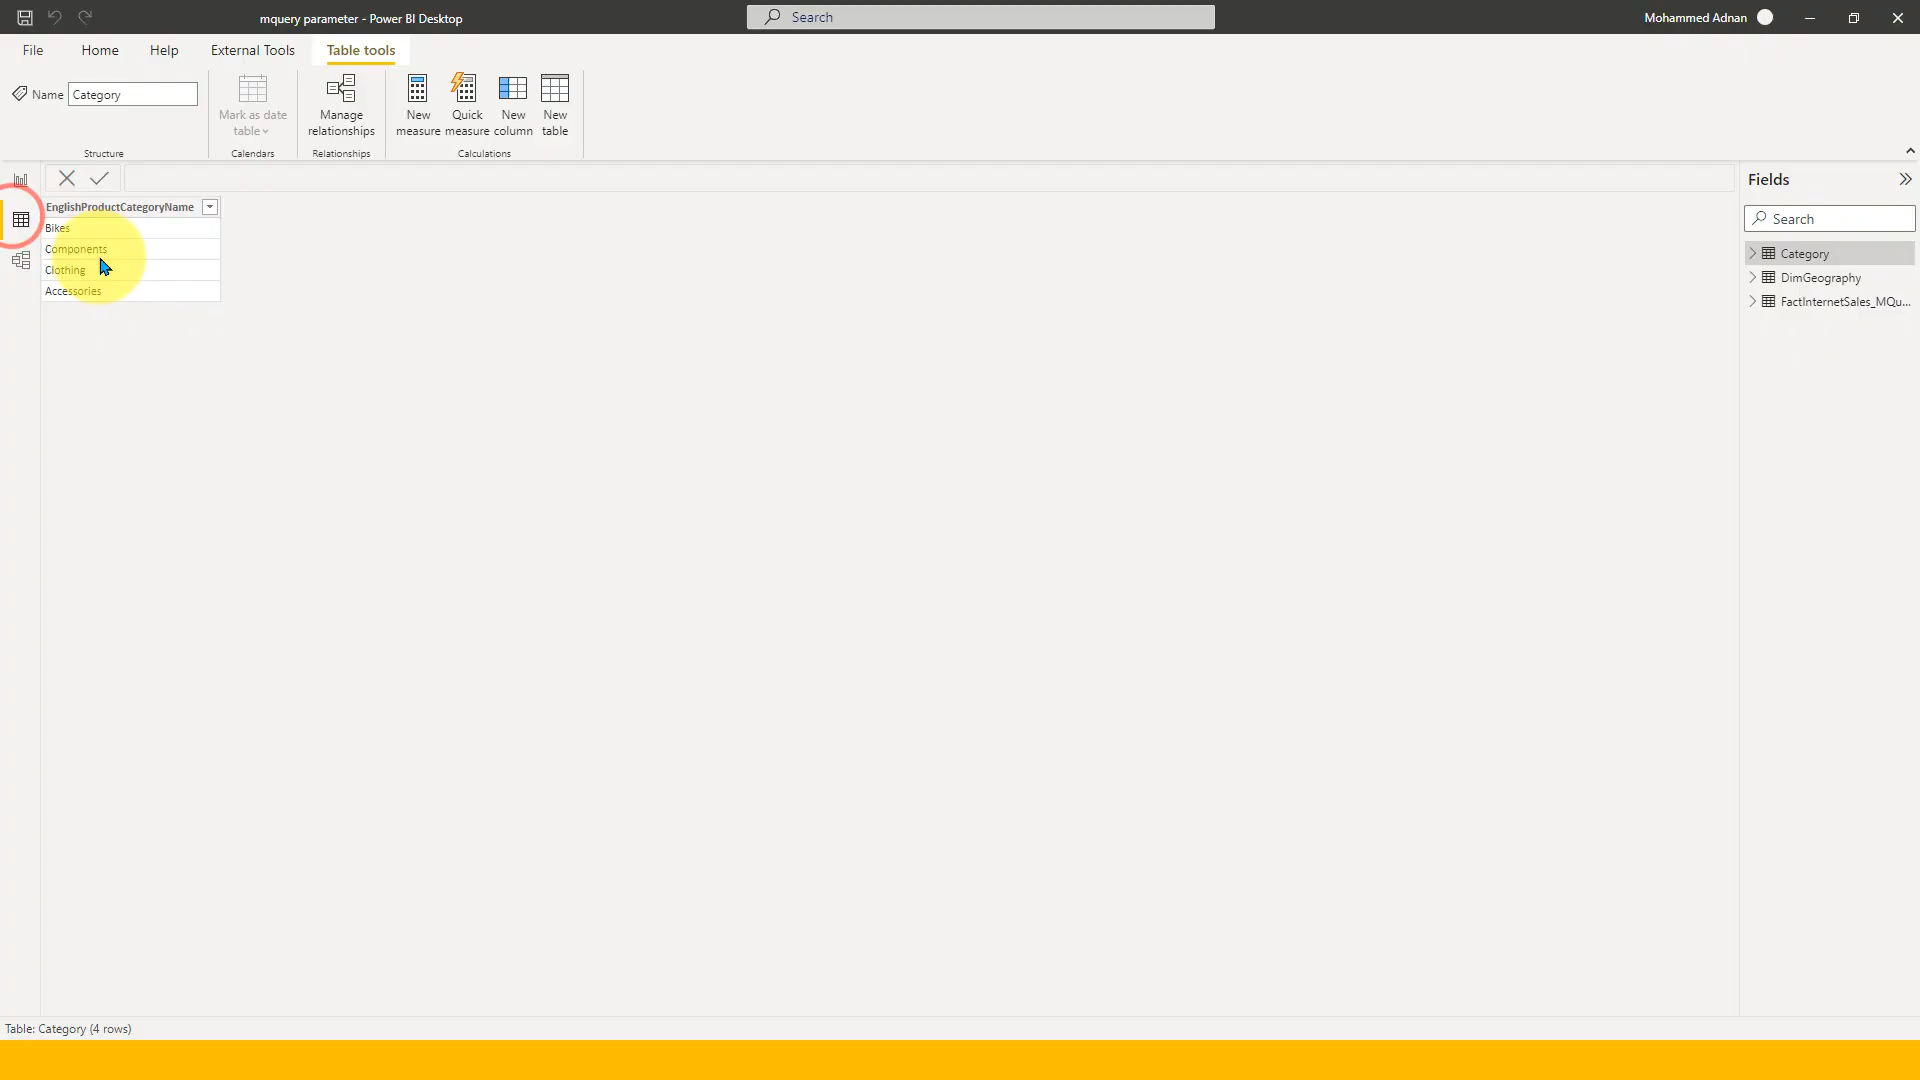 mquery parameter - Power BI Desktop
Search
Mohammed Adnan
File
Home
Help
External Tools
Table tools
Name
Category
Mark as date
table
Manage
relationships
New
measure
Quick
measure
New
column
New
table
Structure
Calendars
Relationships
Calculations
EnglishProductCategoryName
Bikes
Components
Clothing
Accessories
Fields
Search
Category
DimGeography
FactInternetSales_MQu...
Table: Category (4 rows)